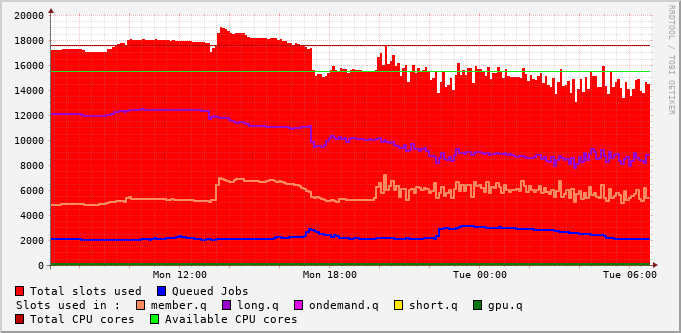 RRDTOOL / TOBI OETIKER
20000
18000
16000
14000
12000
10000
8000
6000
4000
2000
0
Mon 12:00 Mon 18:00 Tue 00:00 Tue 06:00
Total slots used Queued Jobs
Slots used in : member.q long.q ondemand.q short.q gpu.q
Total CPU cores Available CPU cores